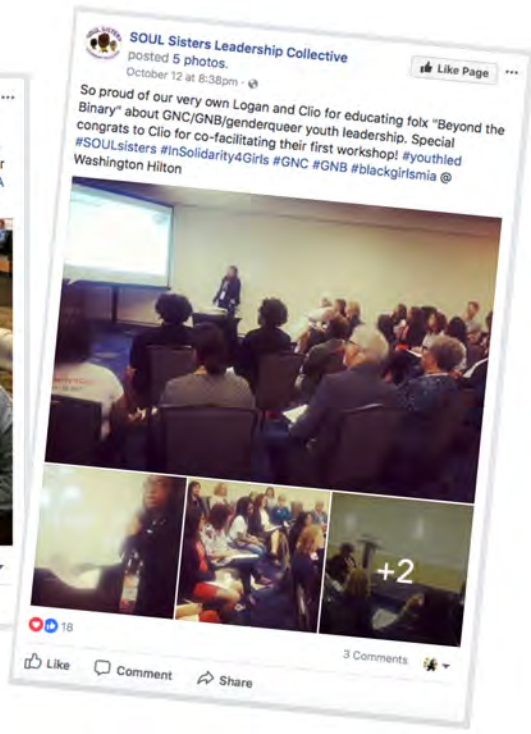 SOUL Sisters Leadership Collective
posted 5 photos.
October 12 at 8:38pm ·
Like Page
So proud of our very own Logan and Clio for educating folx "Beyond the
Binary" about GNC/GNB/genderqueer youth leadership. Special
congrats to Clio for co-facilitating their first workshop! #youthled
#SOULsisters #InSolidarity4Girls #GNC #GNB #blackgirlsmia @
Washington Hilton
+2
18
3 Comments
Like
Comment
Share